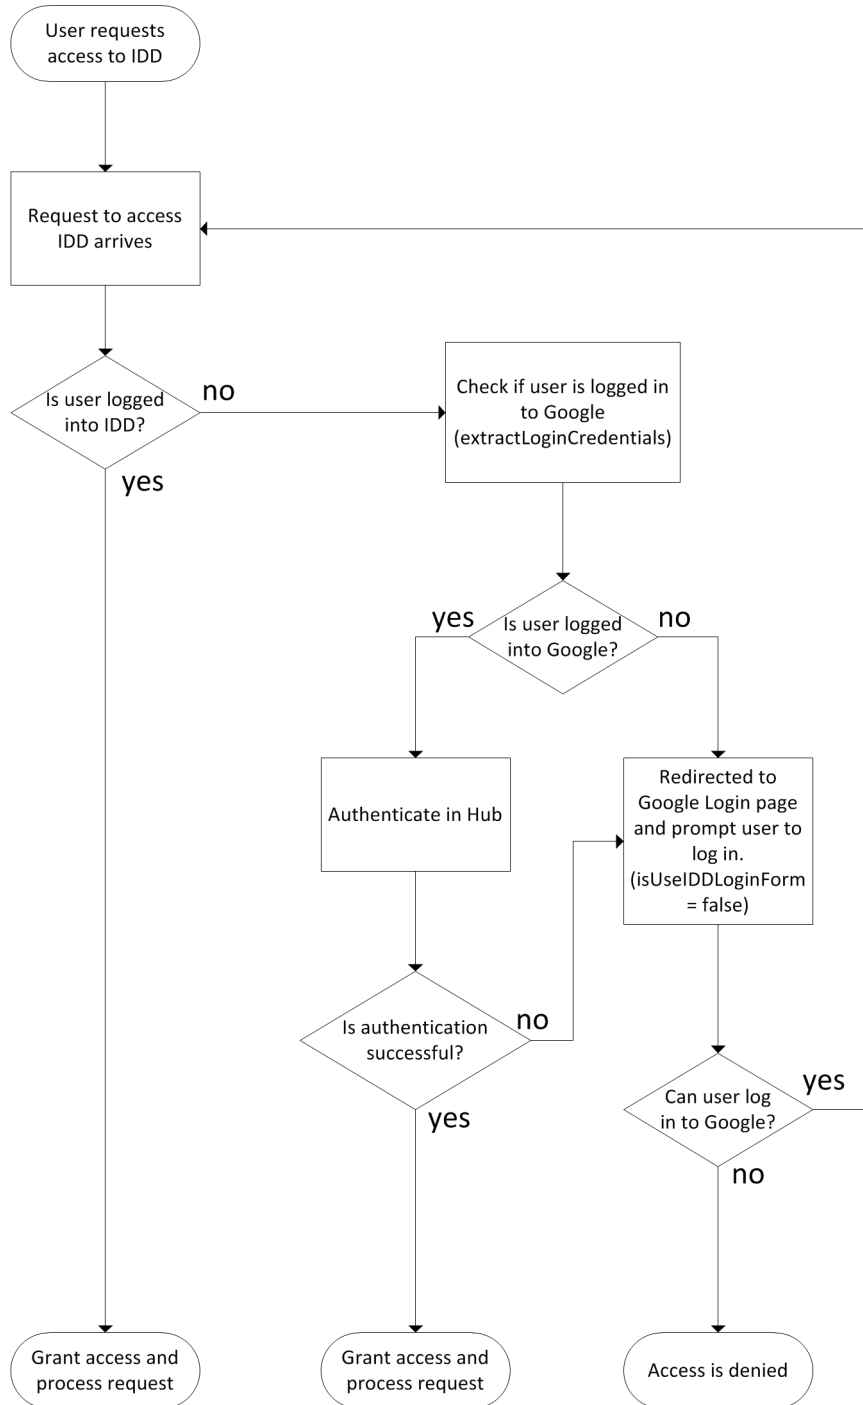 User requests
access to IDD
Request to access
IDD arrives
Is user logged
into IDD?
no
yes
Check if user is logged in
to Google
(extractLoginCredentials)
Is user logged
into Google?
yes
no
Authenticate in Hub
Redirected to
Google Login page
and prompt user to
log in.
(isUseIDDLoginForm
= false)
Is authentication
successful?
no
yes
Can user log
in to Google?
yes
no
Grant access and
process request
Grant access and
process request
Access is denied